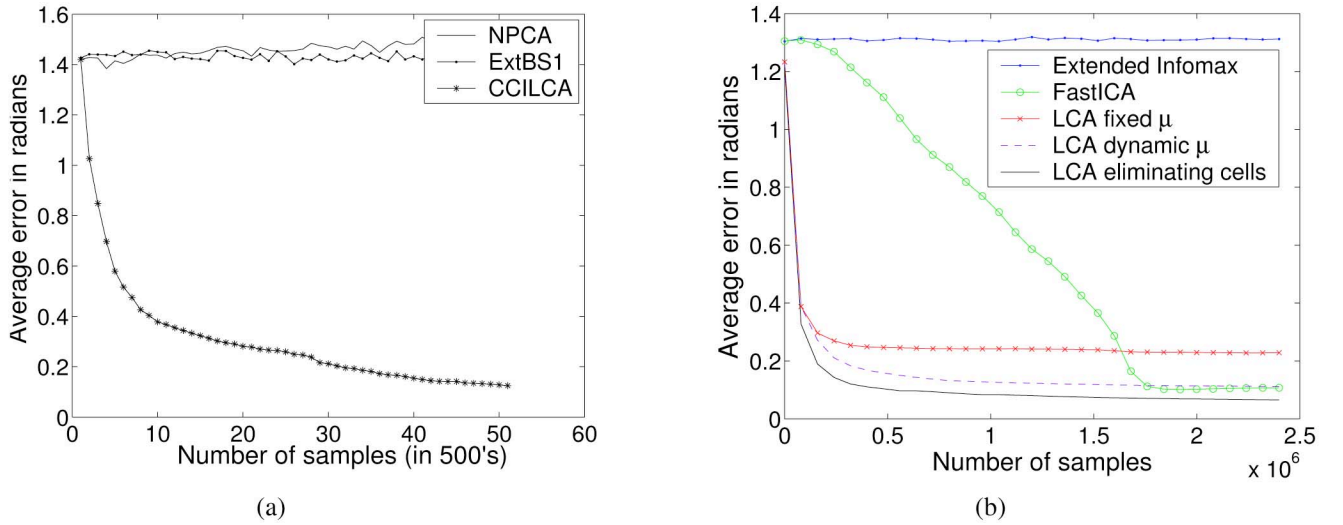 1.6
1.4
1.2
1
0.8
0.6
0.4
0.2
0
Average error in radians
NPCA
ExtBS1
CCILCA
0 10 20 30 40 50 60
Number of samples (in 500's)
(a)
1.4
1.2
1
0.8
0.6
0.4
0.2
0
Average error in radians
Extended Infomax
FastICA
LCA fixed μ
LCA dynamic μ
LCA eliminating cells
0 0.5 1 1.5 2 2.5
Number of samples
x 10^6
(b)